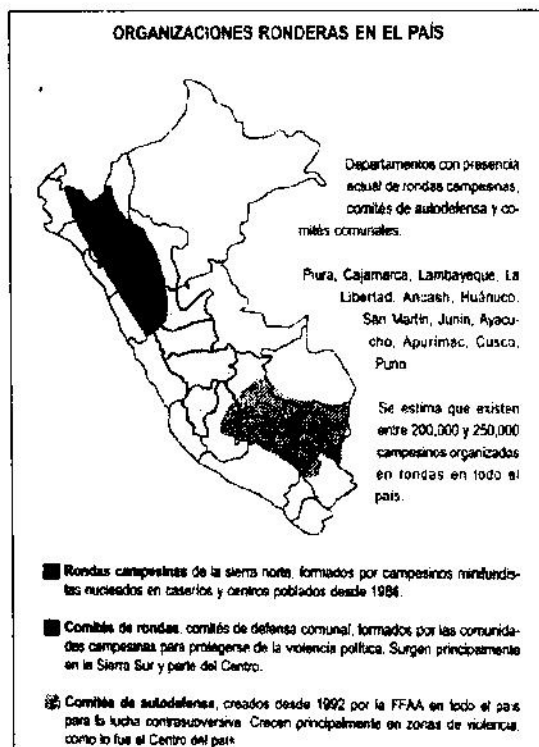 ORGANIZACIONES RONDERAS EN EL PAÍS
Departamentos con presencia
actual de rondas campesinas,
comités de autodefensa y co-
mités comunales.
Piura, Cajamarca, Lambayeque, La
Libertad, Ancash, Huánuco,
San Martín, Junín, Ayacu-
cho, Apurímac, Cusco,
Puno
Se estima que existen
entre 200,000 y 250,000
campesinos organizados
en rondas en todo el
país.
Rondas campesinas de la sierra norte, formados por campesinos minifundis-
tas nucleados en caseríos y centros poblados desde
Comités de rondas, comités de defensa comunal, formados por las comunida-
des campesinas para protegerse de la violencia política. Surgen principalmente
en la Sierra Sur y parte del Centro.
Comités de autodefensa, creados desde 1992 por la FFAA en todo el país
para la lucha contrasubversiva. Crecen principalmente en zonas de violencia,
como lo fue el Centro del país